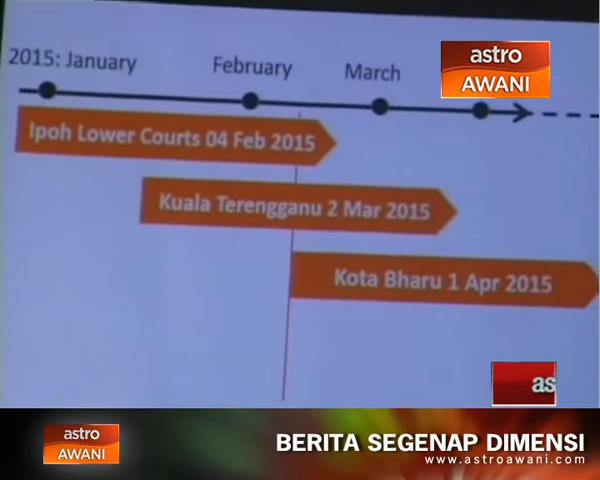 astro
AWANI
2015: January
February
March
Ipoh Lower Courts 04 Feb 2015
Kuala Terengganu 2 Mar 2015
Kota Bharu 1 Apr 2015
as
astro
AWANI
BERITA SEGENAP DIMENSI
www.astroawani.com